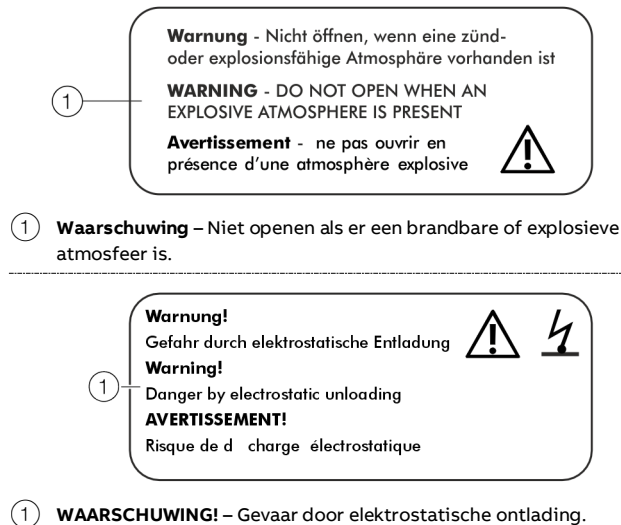 Warnung - Nicht öffnen, wenn eine zünd-
oder explosionsfähige Atmosphäre vorhanden ist
WARNING - DO NOT OPEN WHEN AN
EXPLOSIVE ATMOSPHERE IS PRESENT
Avertissement - ne pas ouvrir en
présence d'une atmosphère explosive
1
1 Waarschuwing – Niet openen als er een brandbare of explosieve
atmosfeer is.
Warnung!
Gefahr durch elektrostatische Entladung
Warning!
1
Danger by electrostatic unloading
AVERTISSEMENT!
Risque de d charge électrostatique
1 WAARSCHUWING! – Gevaar door elektrostatische ontlading.